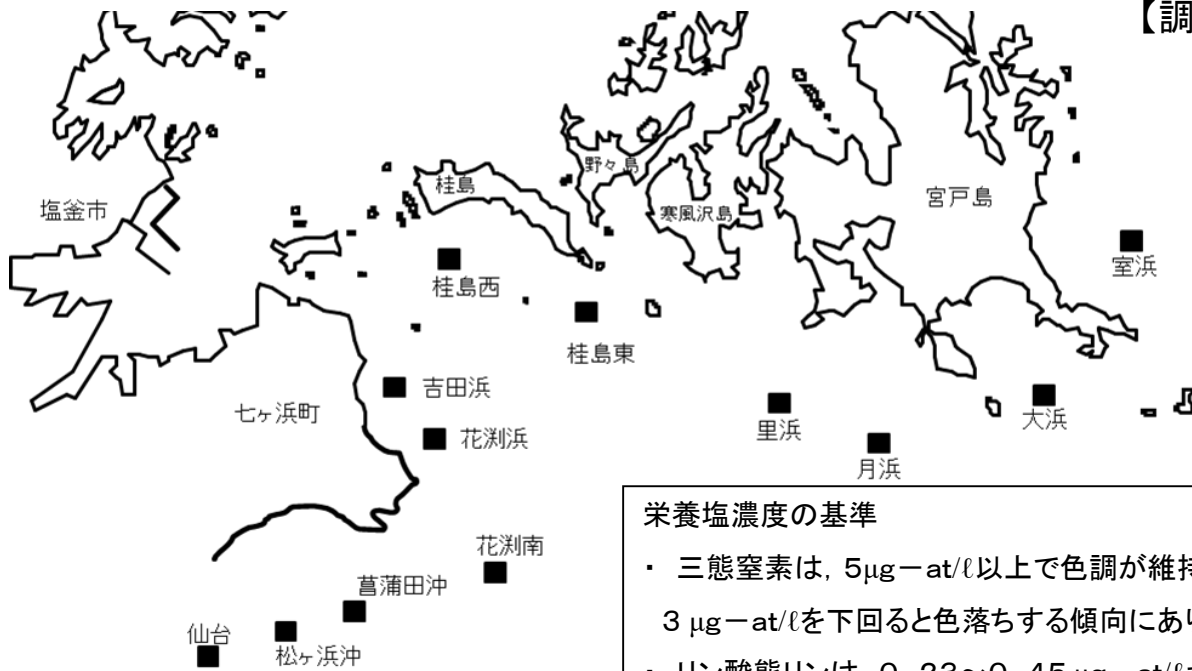 【調
野々島
桂島
宮戸島
塩釜市
寒風沢島
室浜
桂島西
桂島東
吉田浜
七ヶ浜町
大浜
里浜
花渕浜
月浜
栄養塩濃度の基準
花渕南
・ 三態窒素は，5μg－at/ℓ以上で色調が維持
菖蒲田沖
3 μg－at/ℓを下回ると色落ちする傾向にあり
仙台
松ヶ浜沖